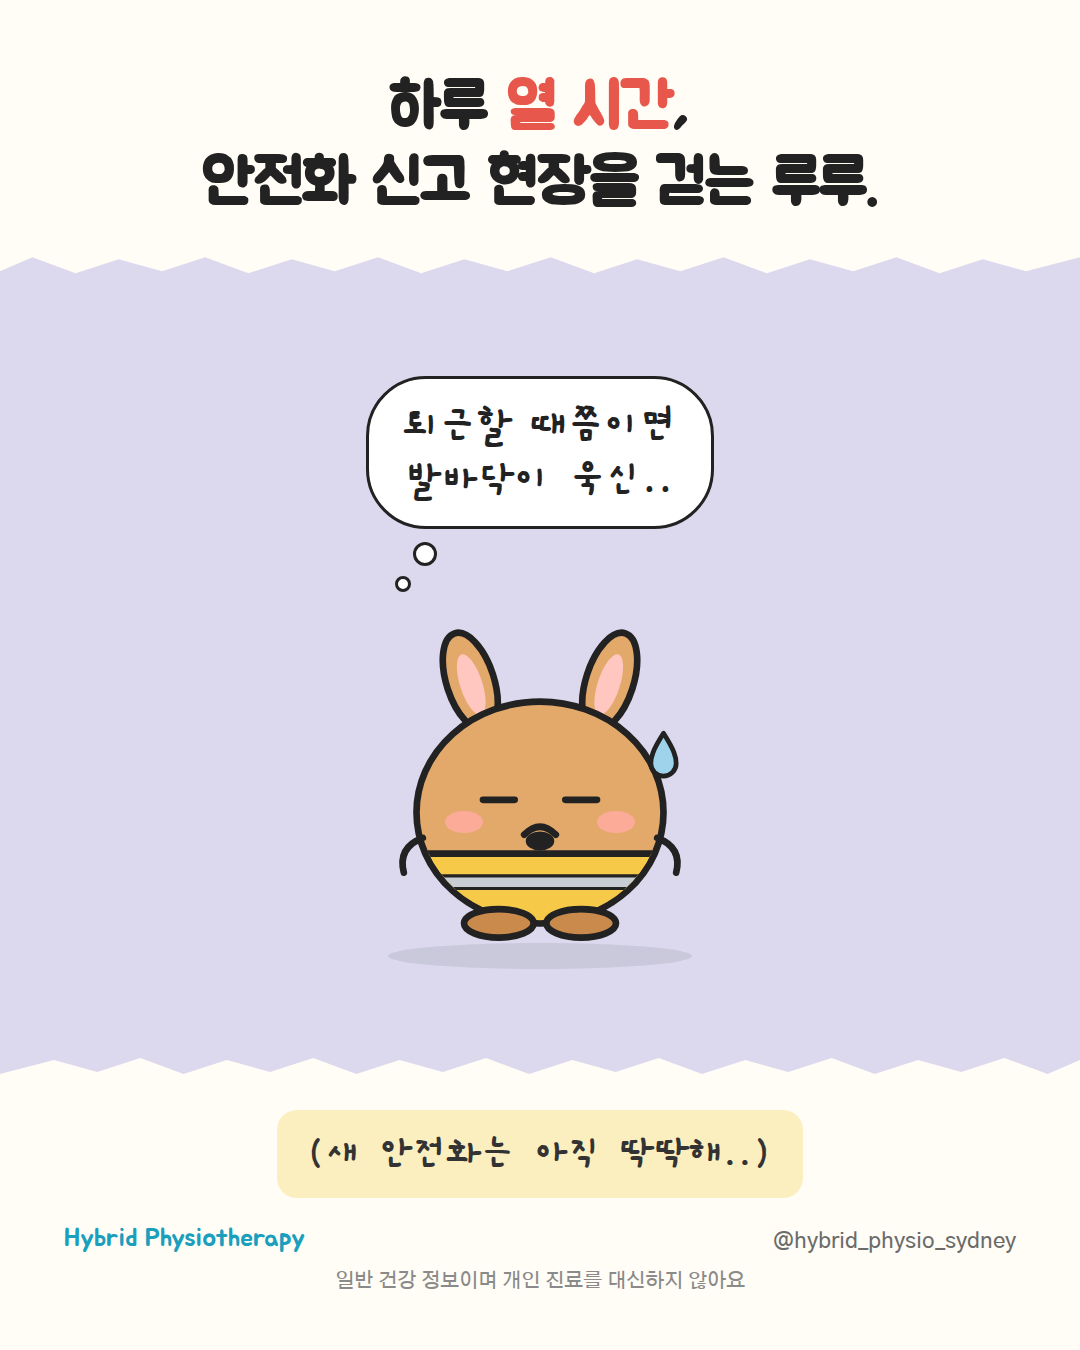 하루 열 시간,
안전화 신고 현장을 걷는 루루.
퇴근할 때쯤이면
발바닥이 욱신..
(새 안전화는 아직 딱딱해..)
Hybrid Physiotherapy
@hybrid_physio_sydney
일반 건강 정보이며 개인 진료를 대신하지 않아요